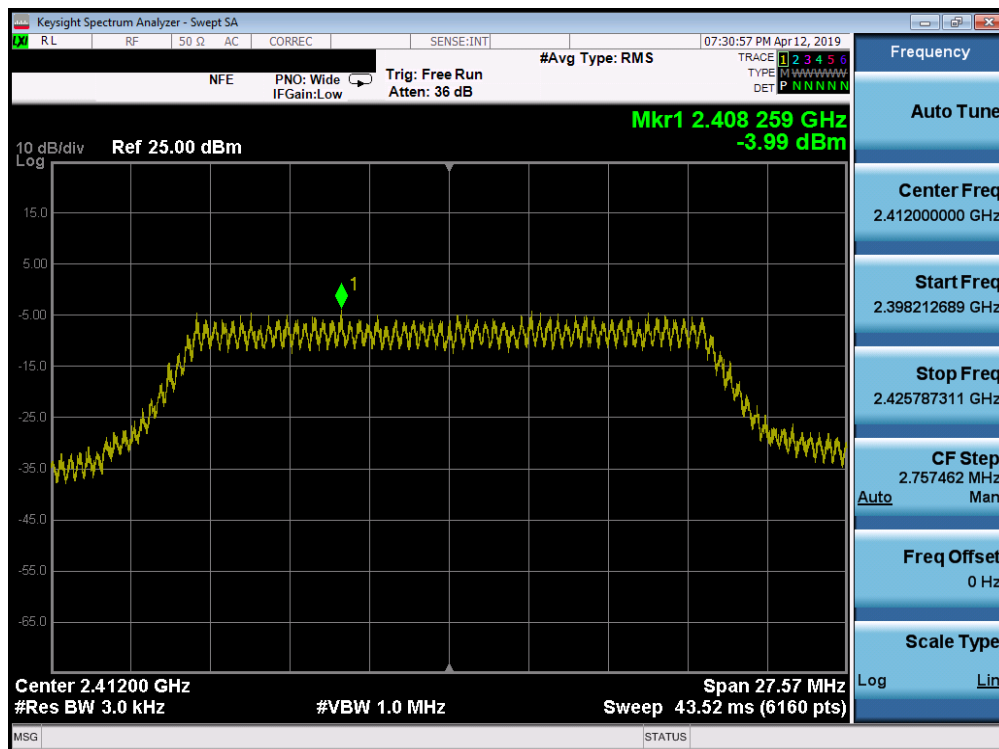 Keysight Spectrum Analyzer - Swept SA
LXI RL RF 50 Ω AC CORREC SENSE:INT 07:30:57 PM Apr 12, 2019
#Avg Type: RMS
TRACE 1 2 3 4 5 6
TYPE M WWWWW
DET P N N N N N
NFE
PNO: Wide
IFGain:Low
Trig: Free Run
Atten: 36 dB
Mkr1 2.408 259 GHz
-3.99 dBm
10 dB/div
Log
Ref 25.00 dBm
15.0
5.00
-5.00
-15.0
-25.0
-35.0
-45.0
-55.0
-65.0
1
Center 2.41200 GHz
Span 27.57 MHz
#Res BW 3.0 kHz
#VBW 1.0 MHz
Sweep 43.52 ms (6160 pts)
MSG
STATUS
Frequency
Auto Tune
Center Freq
2.412000000 GHz
Start Freq
2.398212689 GHz
Stop Freq
2.425787311 GHz
CF Step
2.757462 MHz
Auto Man
Freq Offset
0 Hz
Scale Type
Log Lin